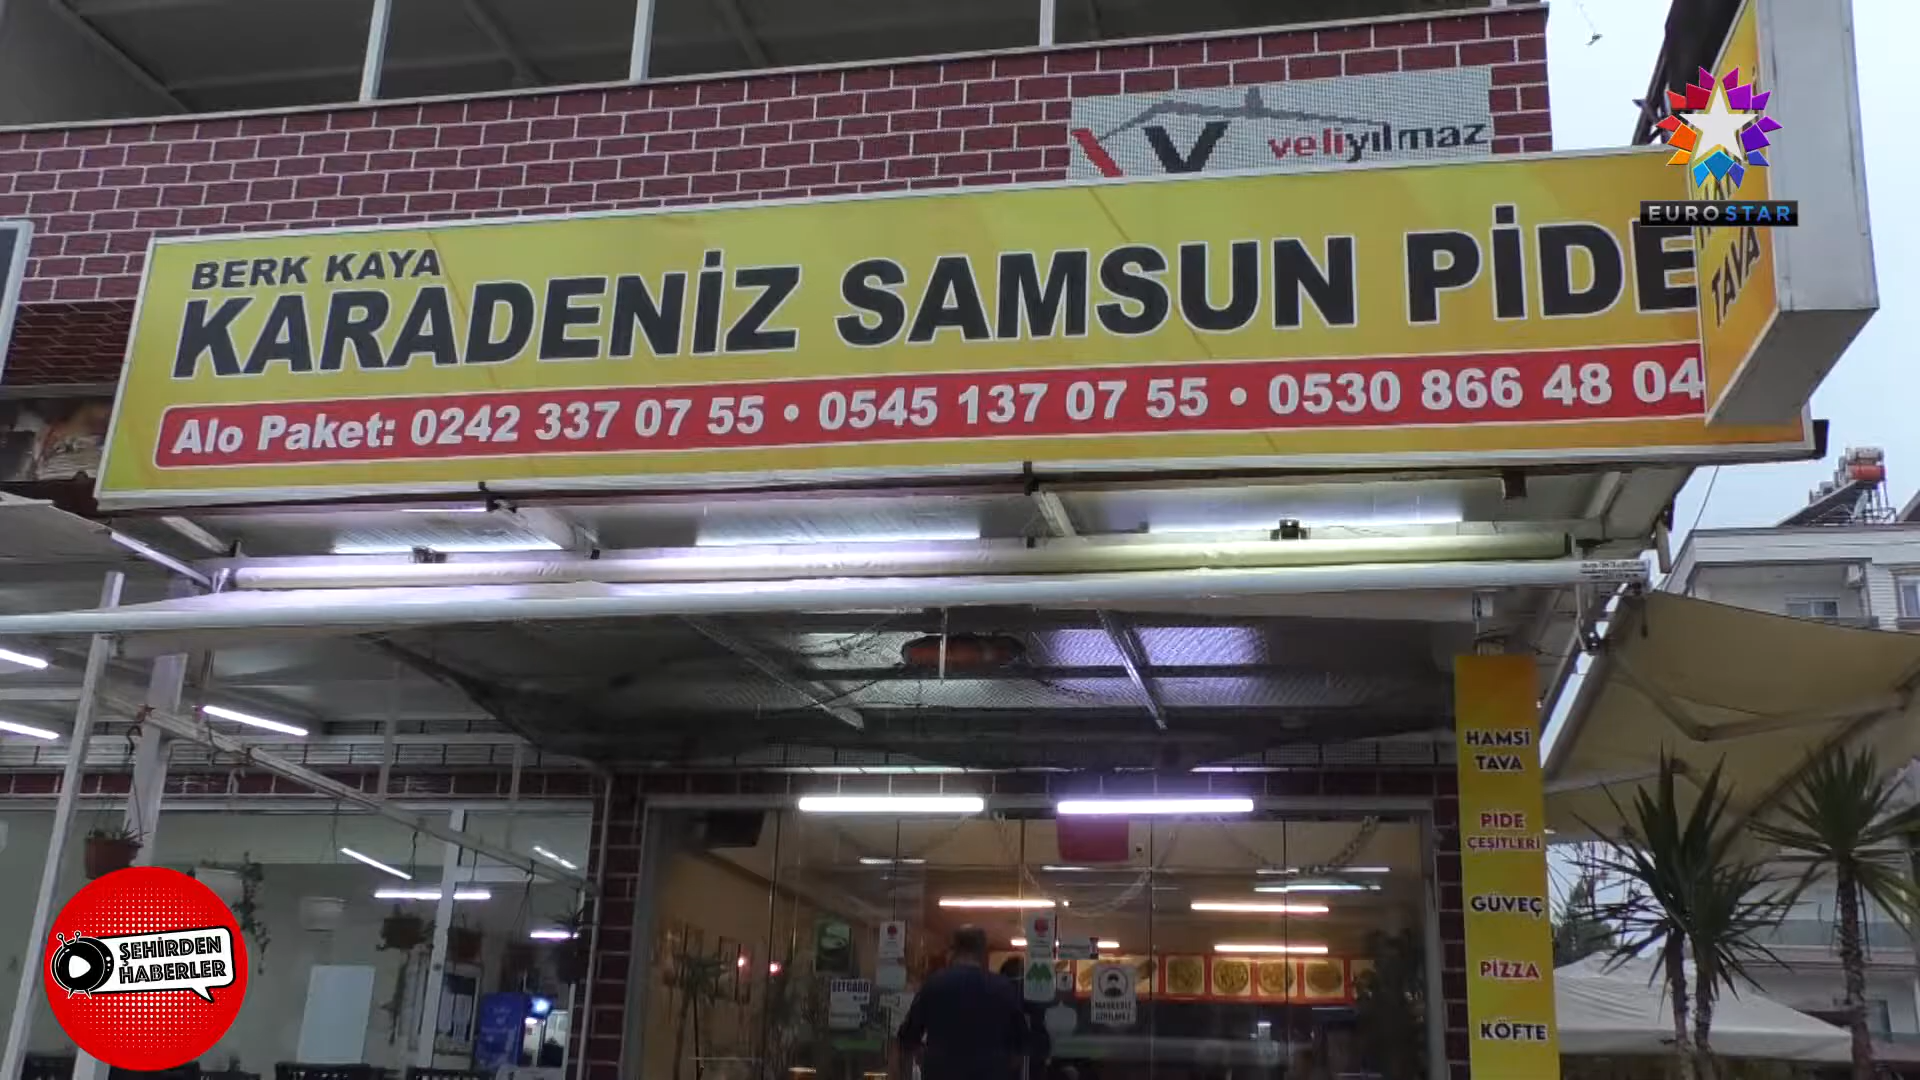 veliyılmaz
EUROSTAR
BERK KAYA
KARADENİZ SAMSUN PİDE
TAVA
Alo Paket: 0242 337 07 55 • 0545 137 07 55 • 0530 866 48 04
HAMSİ
TAVA
PİDE
ÇEŞİTLERİ
GÜVEÇ
PİZZA
KÖFTE
ŞEHİRDEN
HABERLER